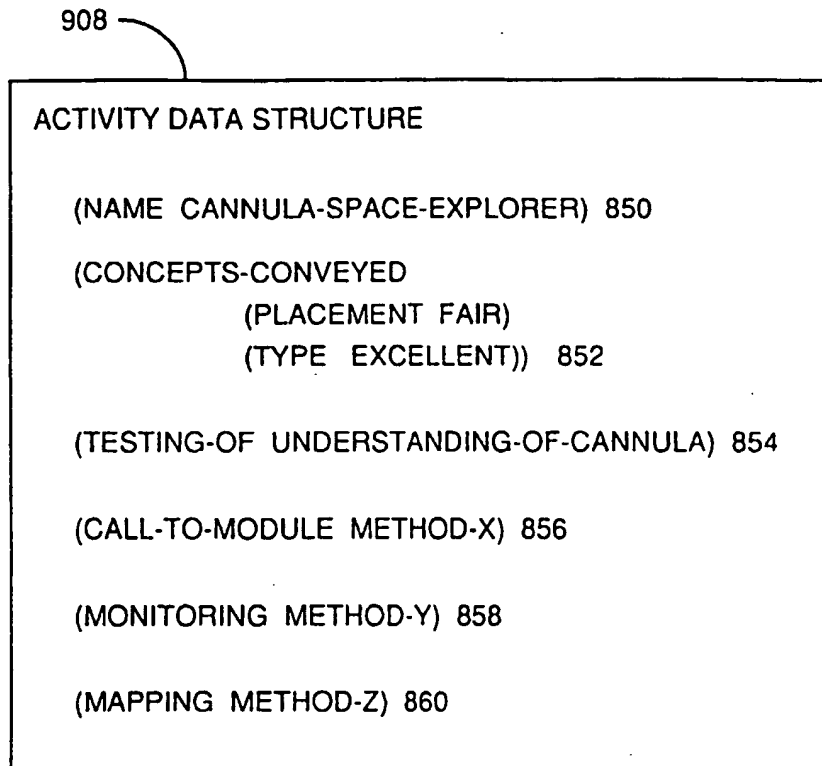 908
ACTIVITY DATA STRUCTURE
(NAME CANNULA-SPACE-EXPLORER) 850
(CONCEPTS-CONVEYED
(PLACEMENT FAIR)
(TYPE EXCELLENT)) 852
(TESTING-OF UNDERSTANDING-OF-CANNULA) 854
(CALL-TO-MODULE METHOD-X) 856
(MONITORING METHOD-Y) 858
(MAPPING METHOD-Z) 860